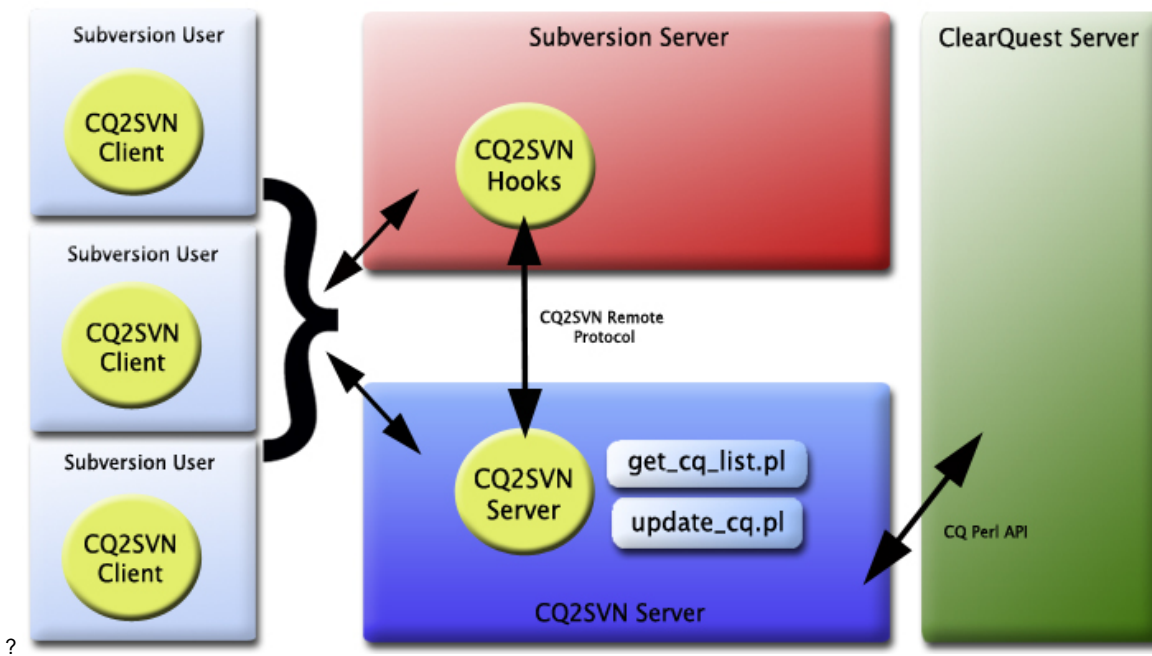 Subversion User
CQ2SVN
Client
Subversion User
CQ2SVN
Client
Subversion User
CQ2SVN
Client
Subversion Server
CQ2SVN
Hooks
CQ2SVN Remote
Protocol
CQ2SVN
Server
get_cq_list.pl
update_cq.pl
CQ2SVN Server
ClearQuest Server
CQ Perl API
?